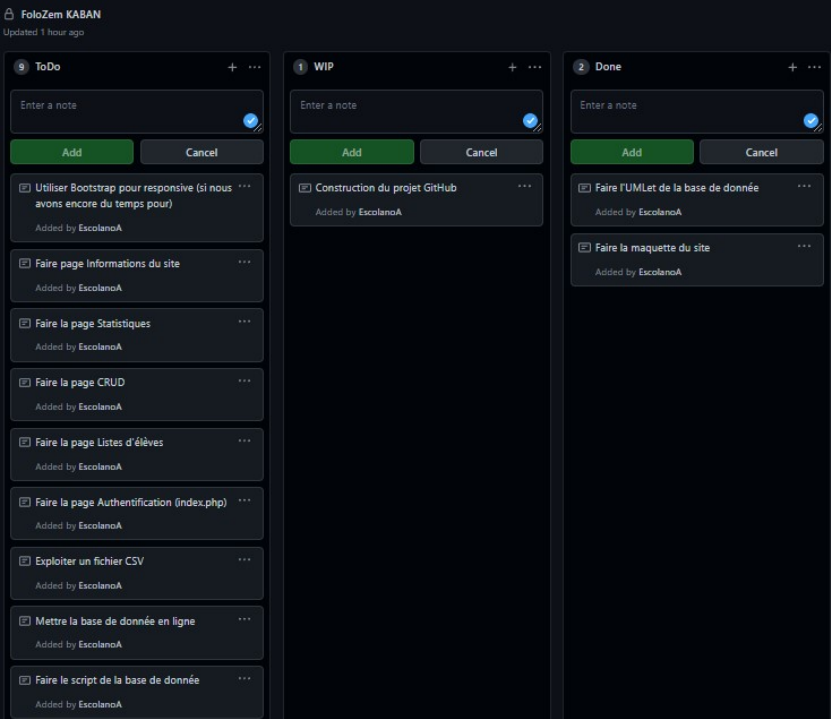 FoloZem KABAN
Updated 1 hour ago
9 ToDo
Enter a note
Add Cancel
Utiliser Bootstrap pour responsive (si nous
avons encore du temps pour)
Added by EscolanoA
Faire page Informations du site
Added by EscolanoA
Faire la page Statistiques
Added by EscolanoA
Faire la page CRUD
Added by EscolanoA
Faire la page Listes d'élèves
Added by EscolanoA
Faire la page Authentification (index.php)
Added by EscolanoA
Exploiter un fichier CSV
Added by EscolanoA
Mettre la base de donnée en ligne
Added by EscolanoA
Faire le script de la base de donnée
Added by EscolanoA
1 WIP
Enter a note
Add Cancel
Construction du projet GitHub
Added by EscolanoA
2 Done
Enter a note
Add Cancel
Faire l'UMLet de la base de donnée
Added by EscolanoA
Faire la maquette du site
Added by EscolanoA